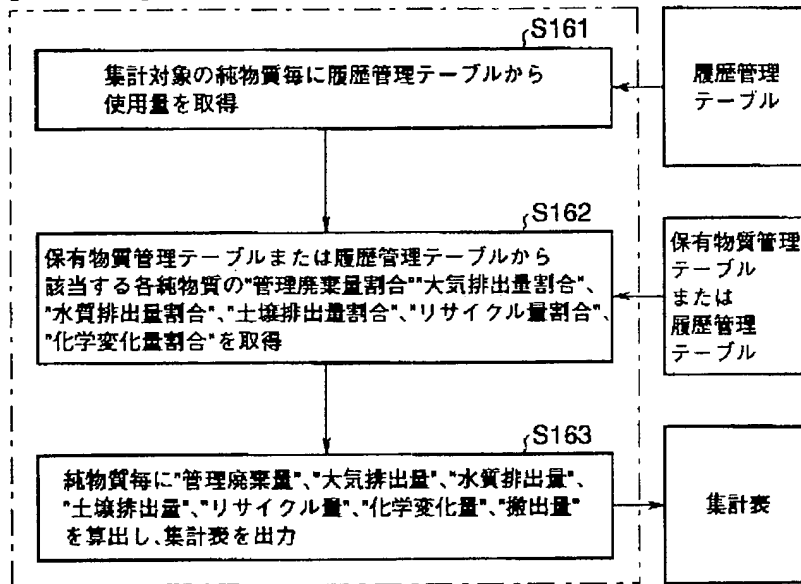 S161
集計対象の純物質毎に履歴管理テーブルから
使用量を取得
履歴管理
テーブル
S162
保有物質管理テーブルまたは履歴管理テーブルから
該当する各純物質の"管理廃棄量割合""大気排出量割合"、
"水質排出量割合"、"土壌排出量割合"、"リサイクル量割合"、
"化学変化量割合"を取得
保有物質管理
テーブル
または
履歴管理
テーブル
S163
純物質毎に"管理廃棄量"、"大気排出量"、"水質排出量"、
"土壌排出量"、"リサイクル量"、"化学変化量"、"搬出量"
を算出し、集計表を出力
集計表